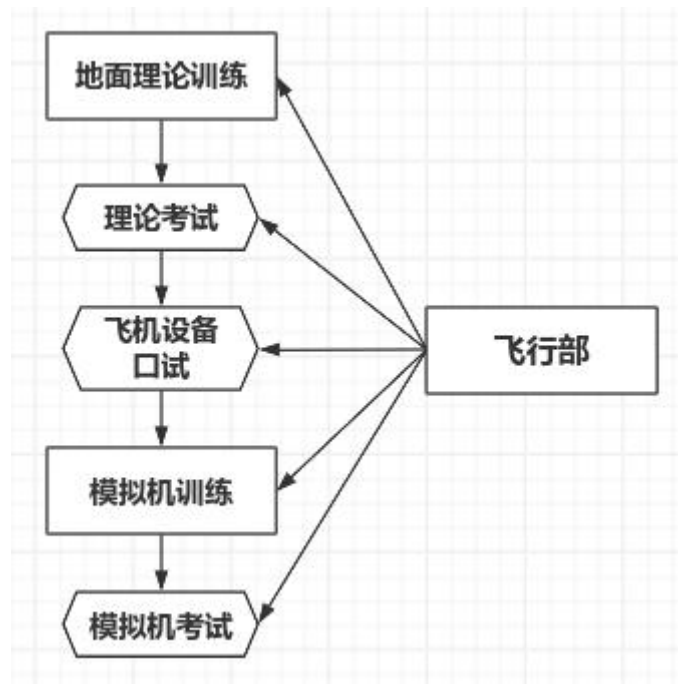 地面理论训练
理论考试
飞机设备
口试
飞行部
模拟机训练
模拟机考试